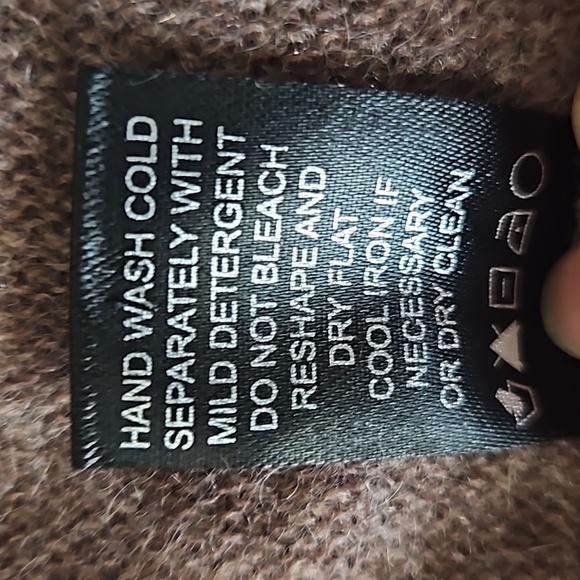 HAND WASH COLD
SEPARATELY WITH
MILD DETERGENT
DO NOT BLEACH
RESHAPE AND
DRY FLAT
COOL IRON IF
NECESSARY
OR DRY CLEAN